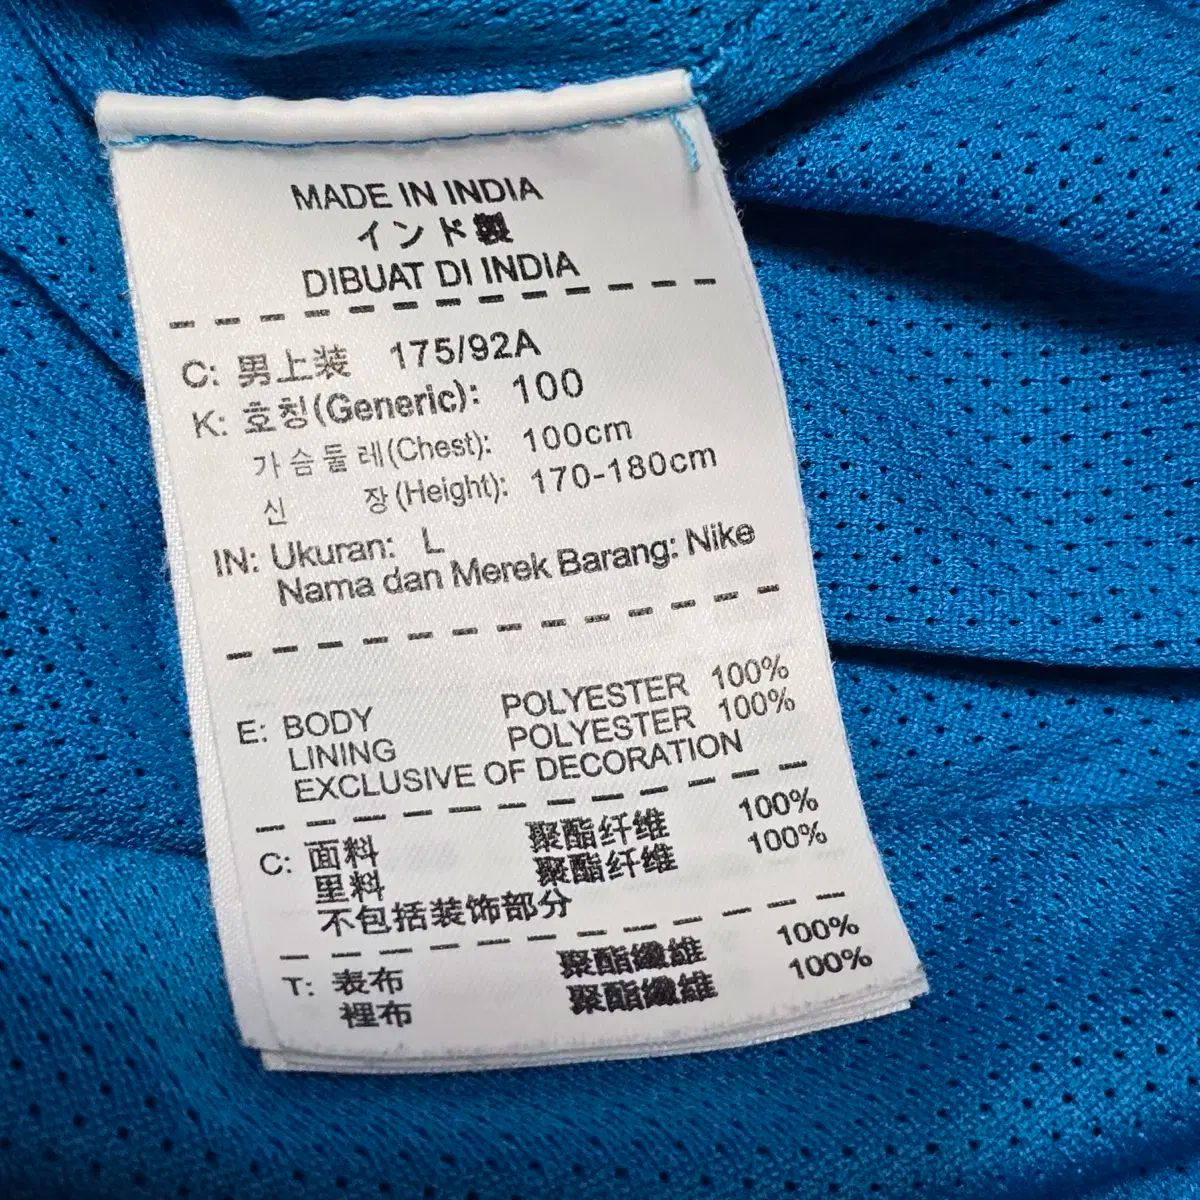 MADE IN INDIA
インド製
DIBUAT DI INDIA
C: 男上装 175/92A
K: 호칭(Generic): 100
가슴둘레(Chest): 100cm
신 장(Height): 170-180cm
IN: Ukuran: L
Nama dan Merek Barang: Nike
E: BODY POLYESTER 100%
LINING POLYESTER 100%
EXCLUSIVE OF DECORATION
C: 面料 聚酯纤维 100%
里料 聚酯纤维 100%
不包括装饰部分
T: 表布 聚酯纖維 100%
裡布 聚酯纖維 100%